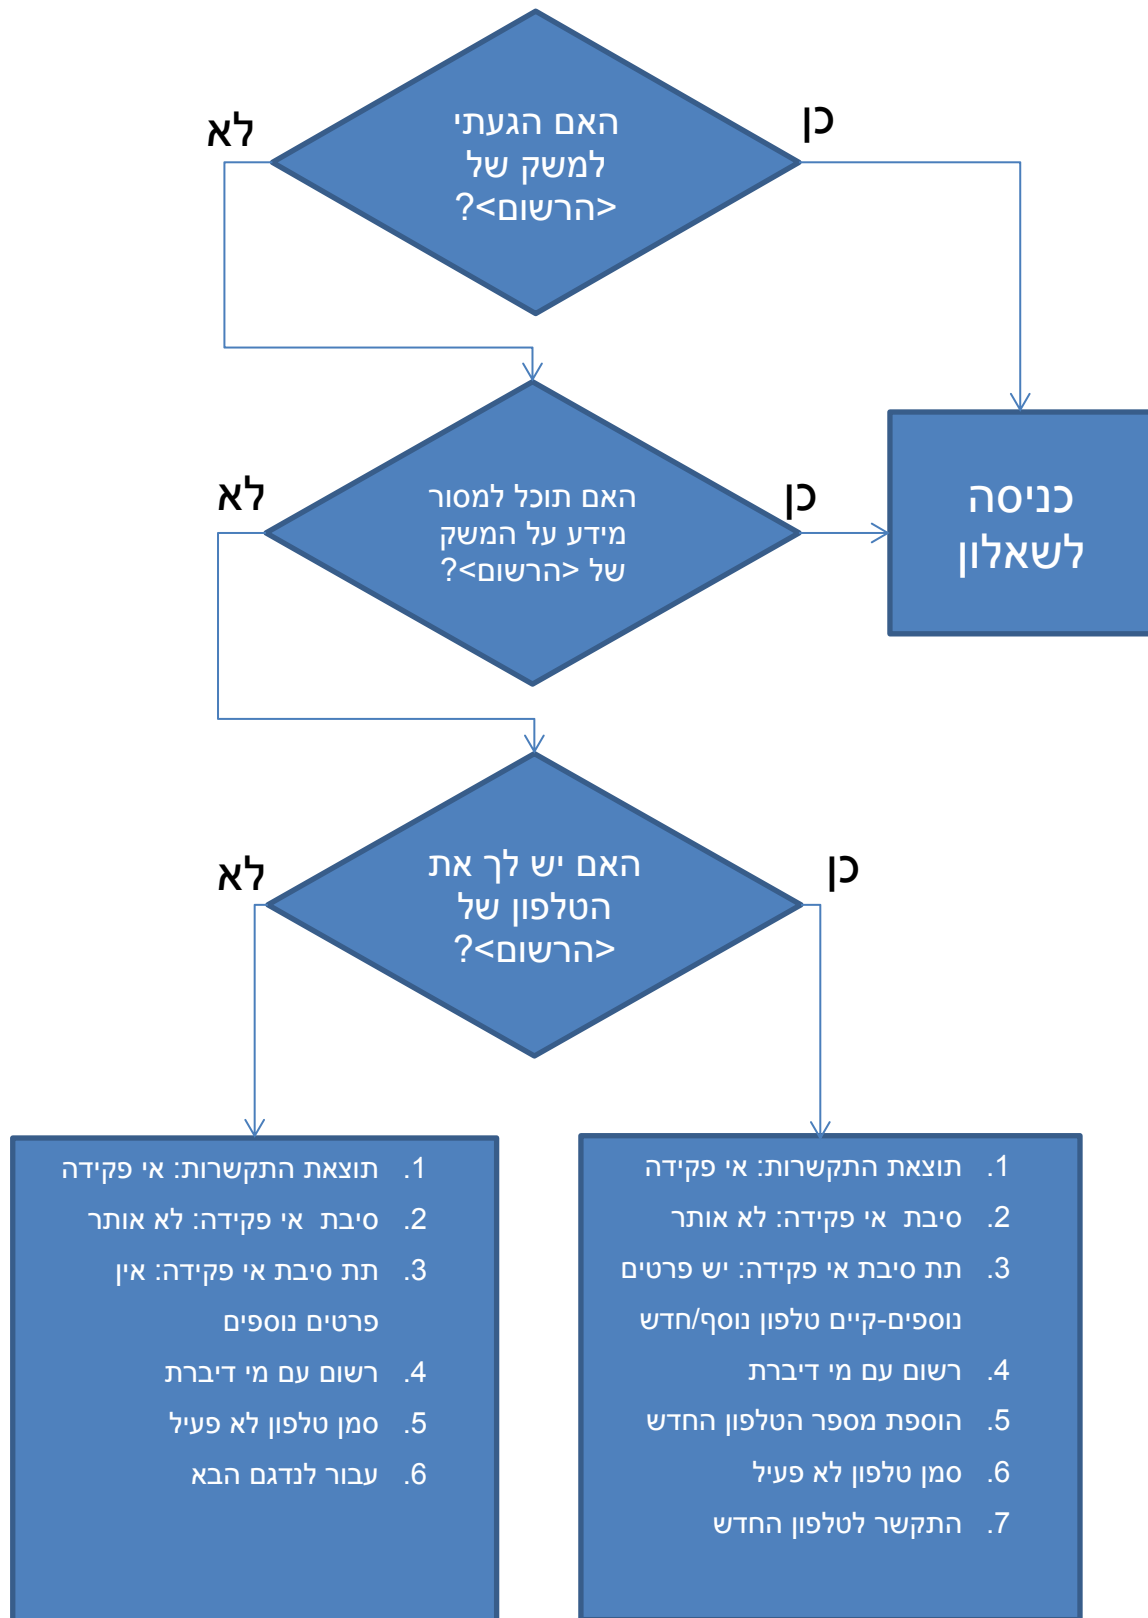 האם הגעתי
למשק של
<הרשום>?
כן
לא
האם תוכל למסור
מידע על המשק
של <הרשום>?
כן
לא
כניסה
לשאלון
האם יש לך את
הטלפון של
<הרשום>?
כן
לא
1. תוצאת התקשרות: אי פקידה
2. סיבת אי פקידה: לא אותר
3. תת סיבת אי פקידה: יש פרטים
נוספים-קיים טלפון נוסף/חדש
4. רשום עם מי דיברת
5. הוספת מספר הטלפון החדש
6. סמן טלפון לא פעיל
7. התקשר לטלפון החדש
1. תוצאת התקשרות: אי פקידה
2. סיבת אי פקידה: לא אותר
3. תת סיבת אי פקידה: אין
פרטים נוספים
4. רשום עם מי דיברת
5. סמן טלפון לא פעיל
6. עבור לנדגם הבא